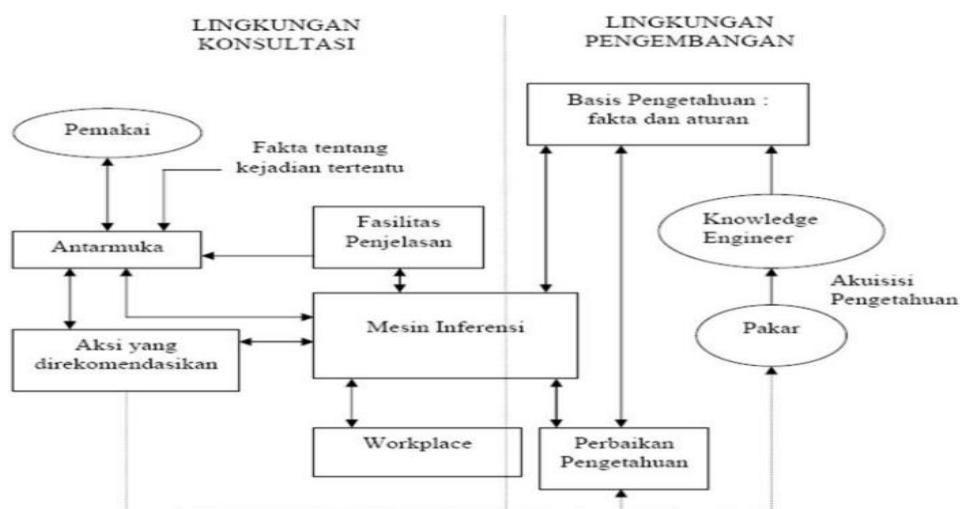 LINGKUNGAN
KONSULTASI
LINGKUNGAN
PENGEMBANGAN
Basis Pengetahuan :
fakta dan aturan
Pemakai
Fakta tentang
kejadian tertentu
Fasilitas
Penjelasan
Knowledge
Engineer
Antarmuka
Akuisisi
Pengetahuan
Mesin Inferensi
Pakar
Aksi yang
direkomendasikan
Workplace
Perbaikan
Pengetahuan